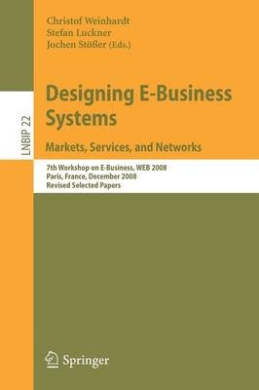 Christof Weinhardt
Stefan Luckner
Jochen Stößer (Eds.)
LNBIP 22
Designing E-Business
Systems
Markets, Services, and Networks
7th Workshop on E-Business, WEB 2008
Paris, France, December 2008
Revised Selected Papers
Springer